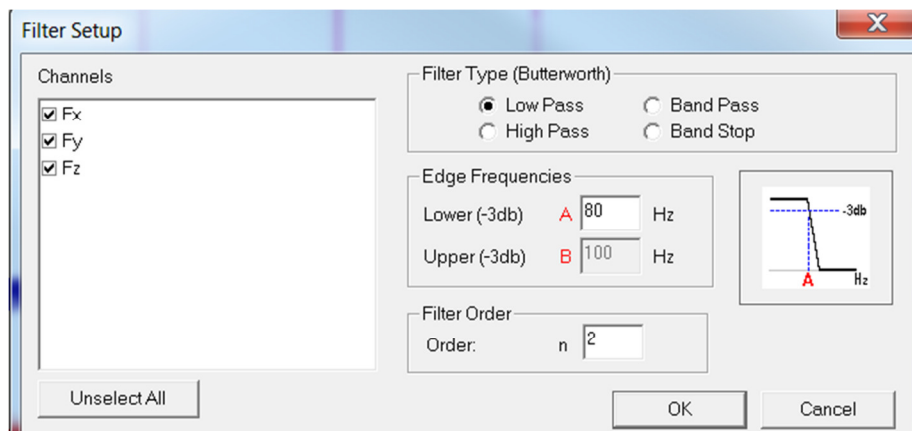 Filter Setup
X
Channels
Fx
Fy
Fz
Unselect All
Filter Type (Butterworth)
Low Pass Band Pass
High Pass Band Stop
Edge Frequencies
Lower (-3db) A 80 Hz
Upper (-3db) B 100 Hz
-3db
A Hz
Filter Order
Order: n 2
OK Cancel